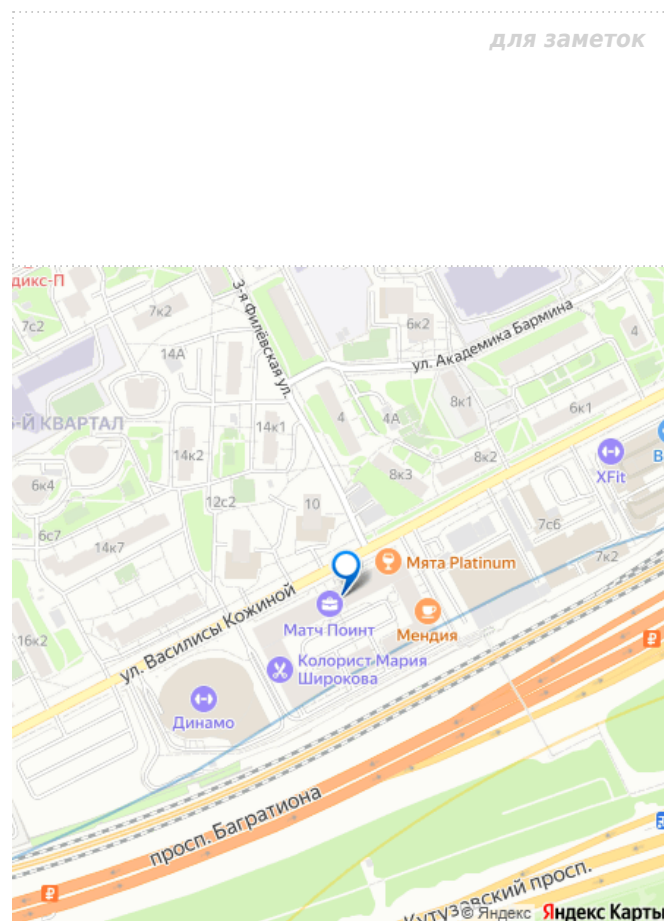 для заметок
дикс-П
7с2
7к2
3-я Филёвская ул.
6к2
ул. Академика Бармина
4
14А
-Й КВАРТАЛ
14к1
4
4А
8к1
6к1
14к2
8к2
XFit
В
6к4
12с2
10
8к3
6с7
14к7
7с6
7к2
Мята Platinum
ул. Василисы Кожиной
Матч Поинт
Мендия
16к2
Колорист Мария
Широкова
Динамо
просп. Багратиона
Кутузовский просп.
© Яндекс Яндекс Карты